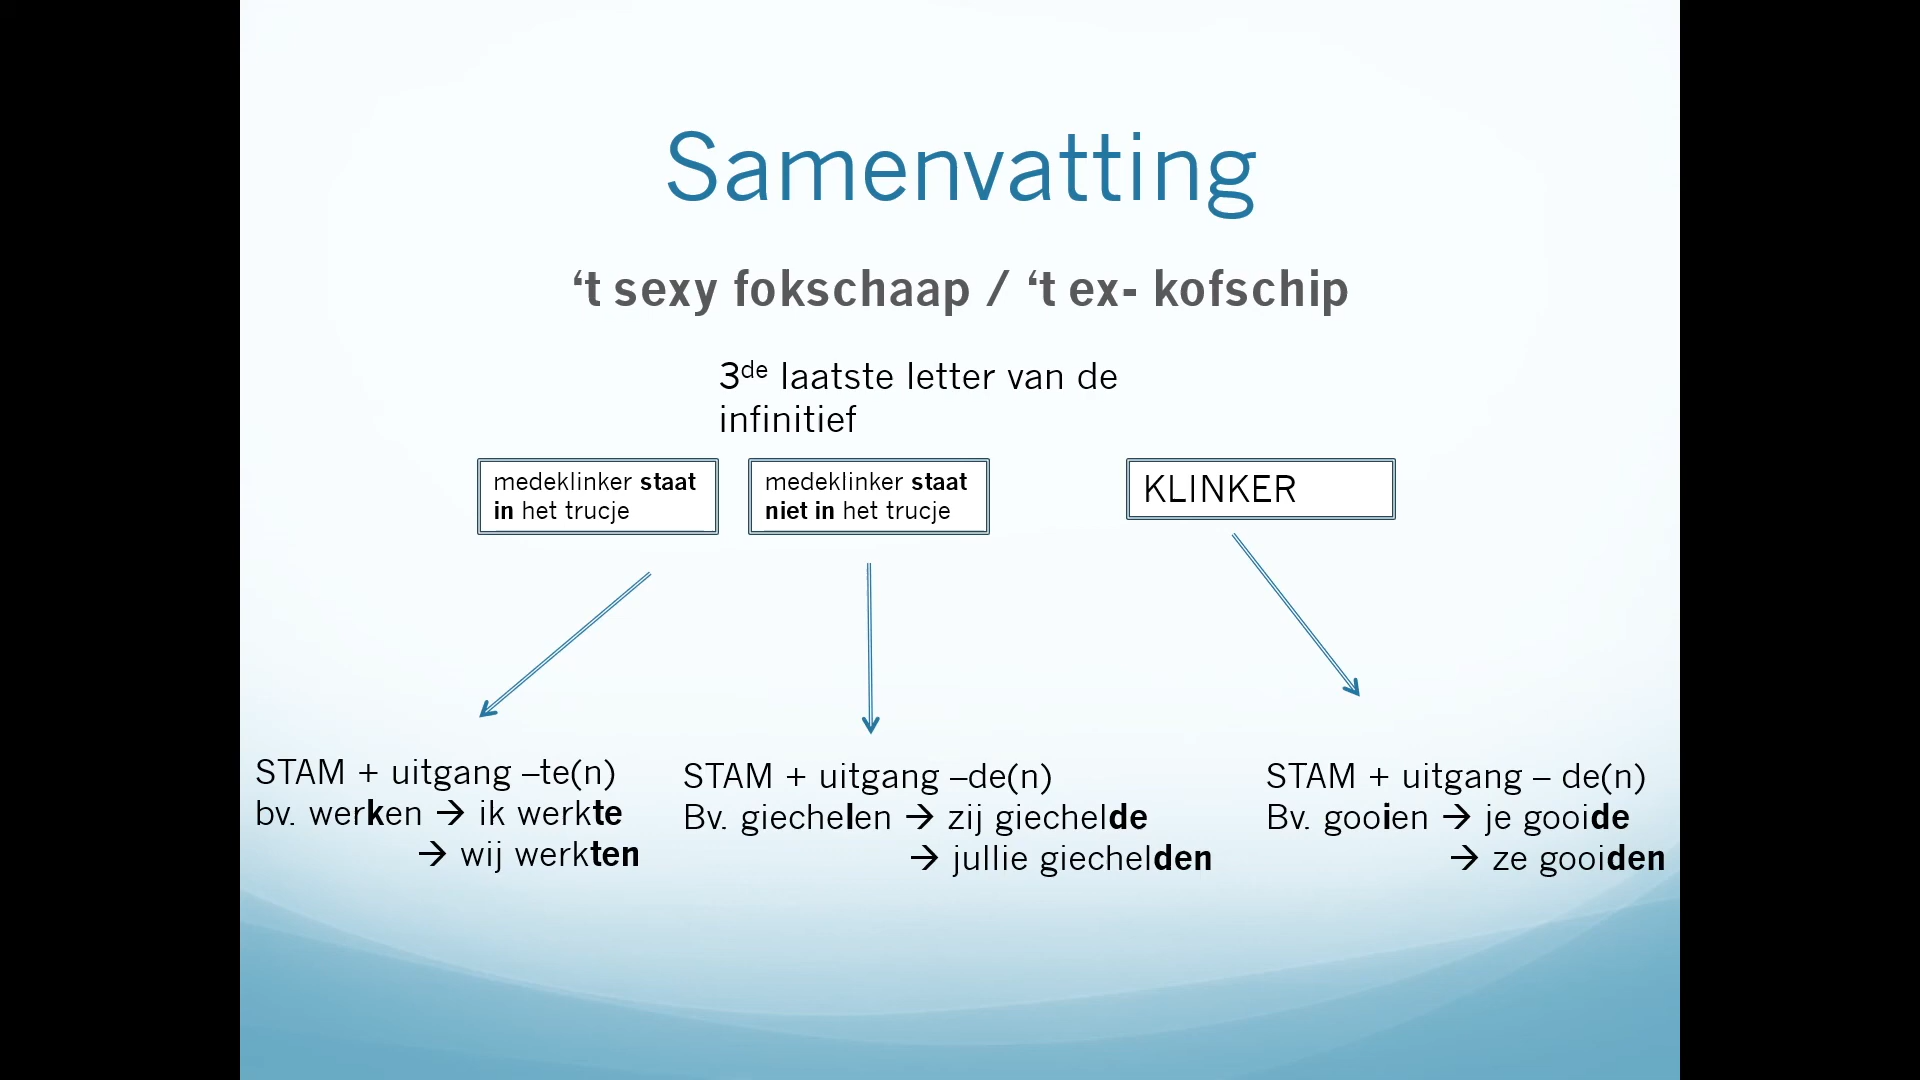 Samenvatting
‘t sexy fokschaap / ‘t ex- kofschip
3de laatste letter van de
infinitief
medeklinker staat
in het trucje
medeklinker staat
niet in het trucje
KLINKER
STAM + uitgang –te(n)
bv. werken → ik werkte
→ wij werkten
STAM + uitgang –de(n)
Bv. giechelen → zij giechelde
→ jullie giechelden
STAM + uitgang – de(n)
Bv. gooien → je gooide
→ ze gooiden